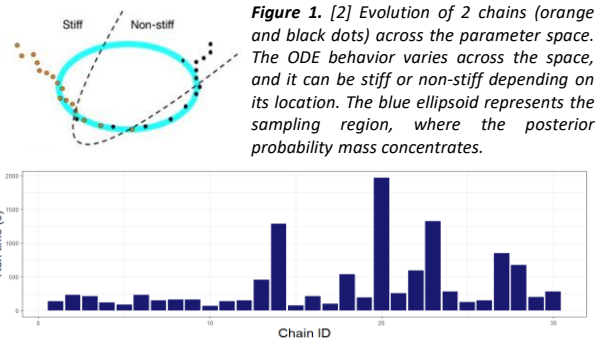 Stiff Non-stiff
Figure 1. [2] Evolution of 2 chains (orange
and black dots) across the parameter space.
The ODE behavior varies across the space,
and it can be stiff or non-stiff depending on
its location. The blue ellipsoid represents the
sampling region, where the posterior
probability mass concentrates.
2000
1500
1000
500
0
0 10 20 30
Chain ID